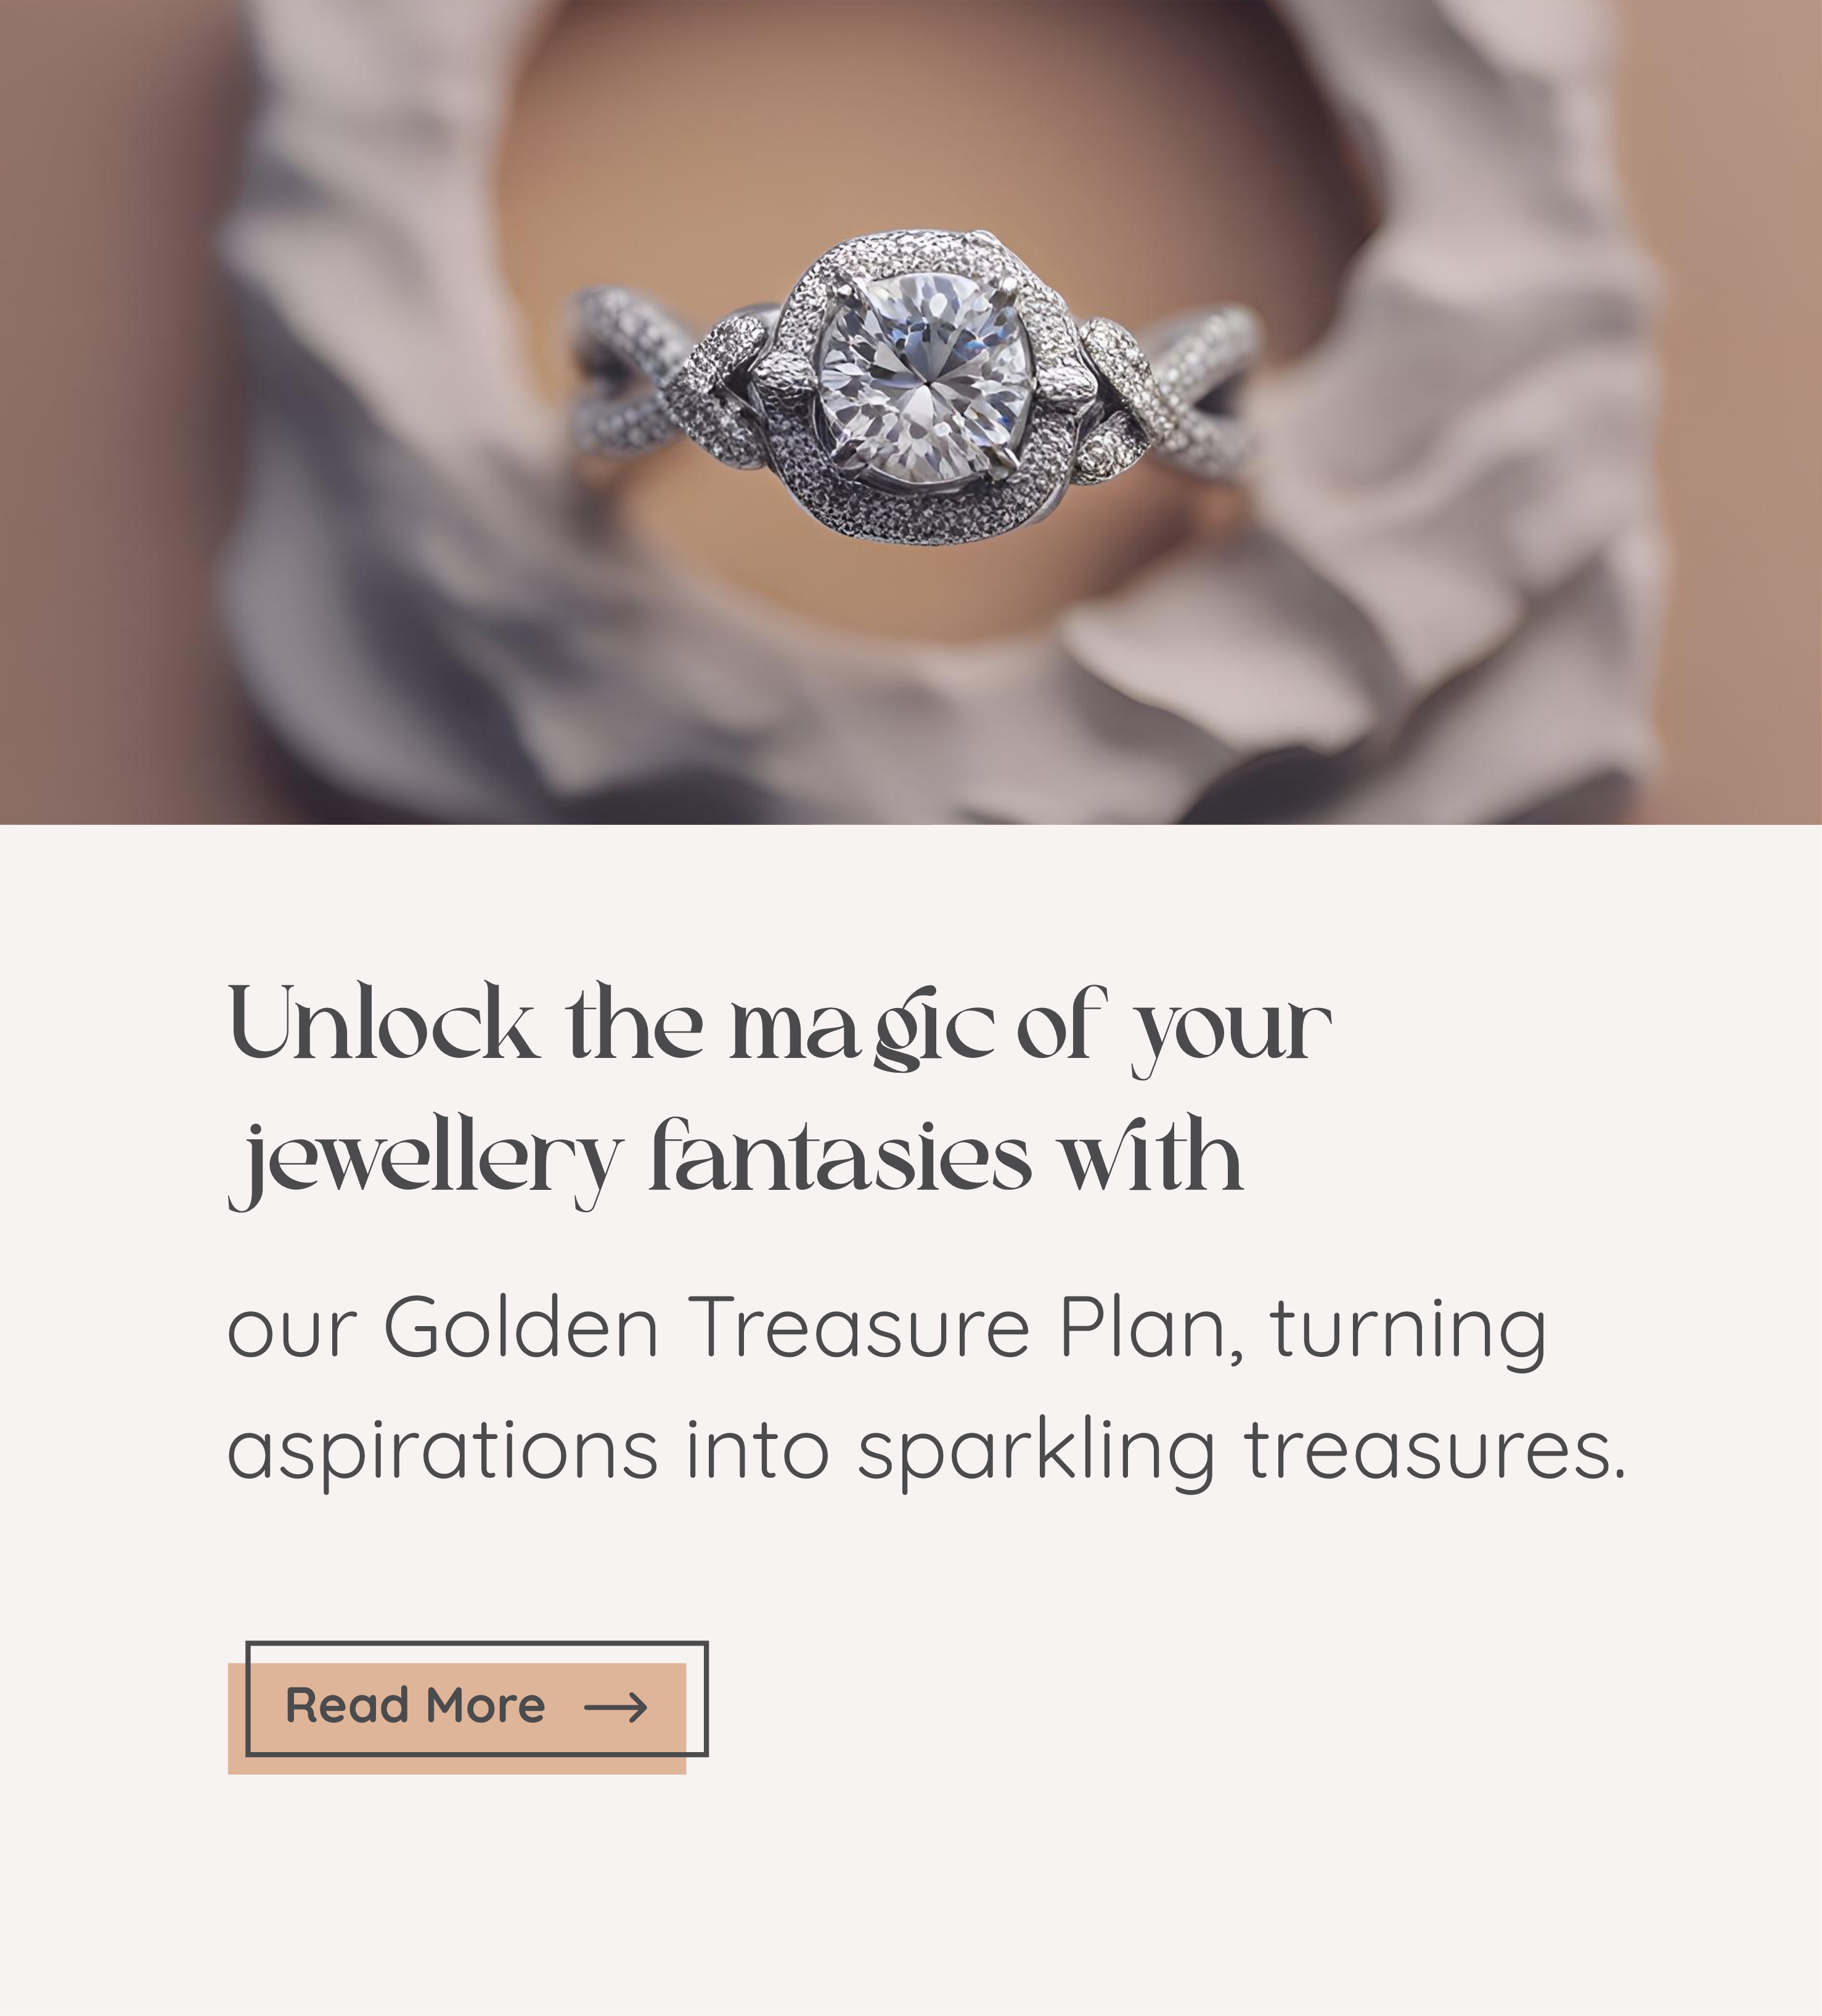 Unlock the magic of your
jewellery fantasies with
our Golden Treasure Plan, turning
aspirations into sparkling treasures.
Read More